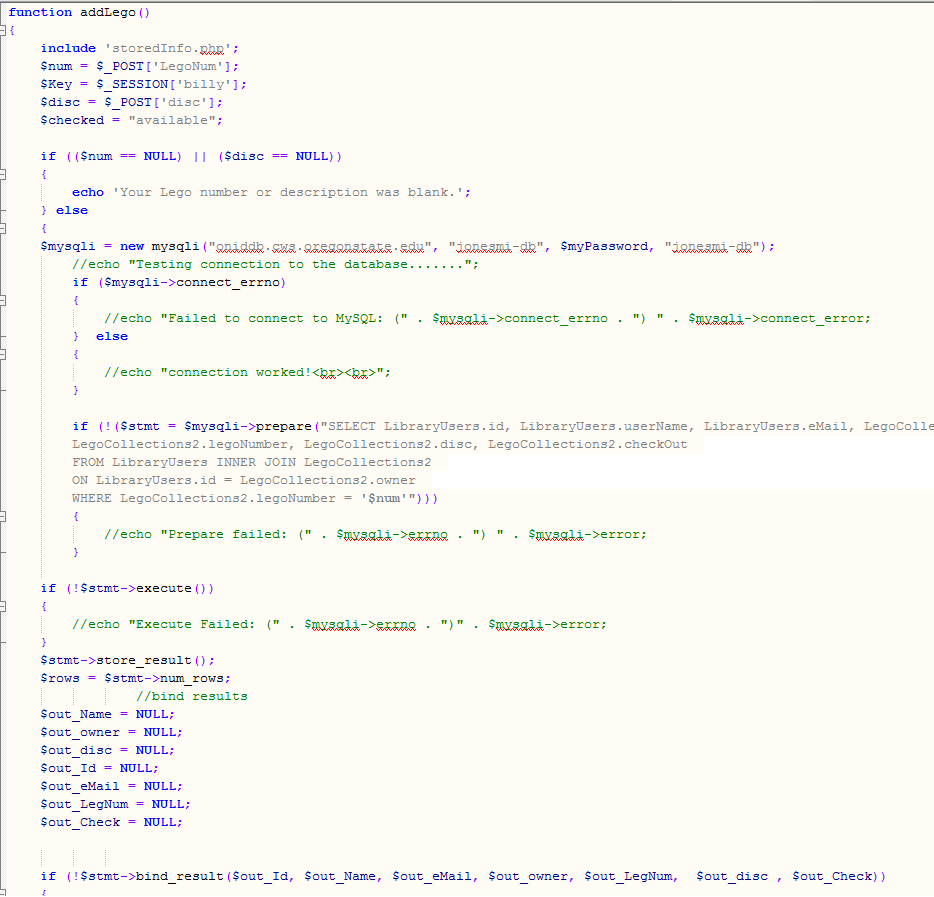 function addLego()
{
include 'storedInfo.php';
$num = $_POST['LegoNum'];
$Key = $_SESSION['billy'];
$disc = $_POST['disc'];
$checked = "available";
if (($num == NULL) || ($disc == NULL))
{
echo 'Your Lego number or description was blank.';
} else
{
$mysqli = new mysqli("oniddb.cws.oregonstate.edu", "jonesmi-db", $myPassword, "jonesmi-db");
//echo "Testing connection to the database.......";
if ($mysqli->connect_errno)
{
//echo "Failed to connect to MySQL: (" . $mysqli->connect_errno . ") " . $mysqli->connect_error;
} else
{
//echo "connection worked!<br><br>";
}
if (!($stmt = $mysqli->prepare("SELECT LibraryUsers.id, LibraryUsers.userName, LibraryUsers.eMail, LegoColle
LegoCollections2.legoNumber, LegoCollections2.disc, LegoCollections2.checkOut
FROM LibraryUsers INNER JOIN LegoCollections2
ON LibraryUsers.id = LegoCollections2.owner
WHERE LegoCollections2.legoNumber = '$num'")))
{
//echo "Prepare failed: (" . $mysqli->errno . ") " . $mysqli->error;
}
if (!$stmt->execute())
{
//echo "Execute Failed: (" . $mysqli->errno . ")" . $mysqli->error;
}
$stmt->store_result();
$rows = $stmt->num_rows;
//bind results
$out_Name = NULL;
$out_owner = NULL;
$out_disc = NULL;
$out_Id = NULL;
$out_eMail = NULL;
$out_LegNum = NULL;
$out_Check = NULL;
if (!$stmt->bind_result($out_Id, $out_Name, $out_eMail, $out_owner, $out_LegNum,  $out_disc , $out_Check))
{